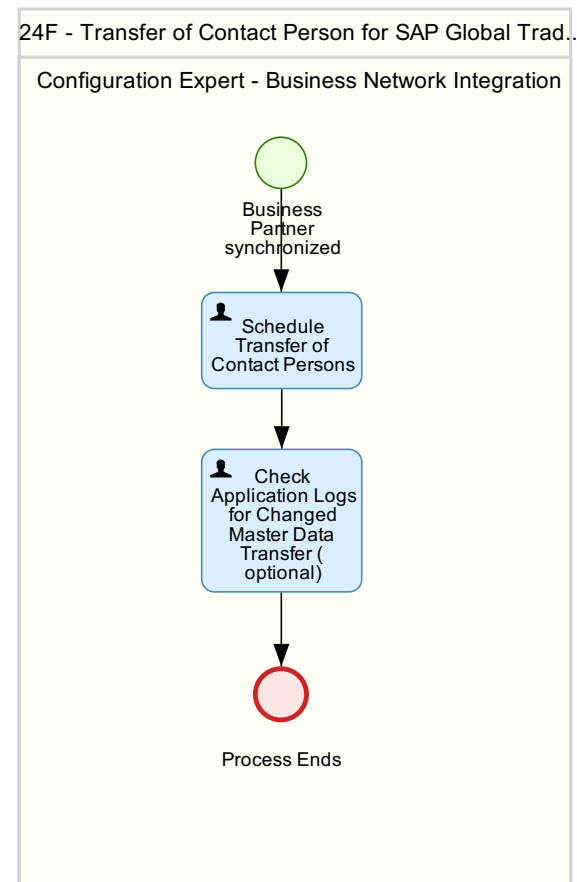 24F - Transfer of Contact Person for SAP Global Trad..
Configuration Expert - Business Network Integration
Business
Partner
synchronized
Schedule
Transfer of
Contact Persons
Check
Application Logs
for Changed
Master Data
Transfer (
optional)
Process Ends